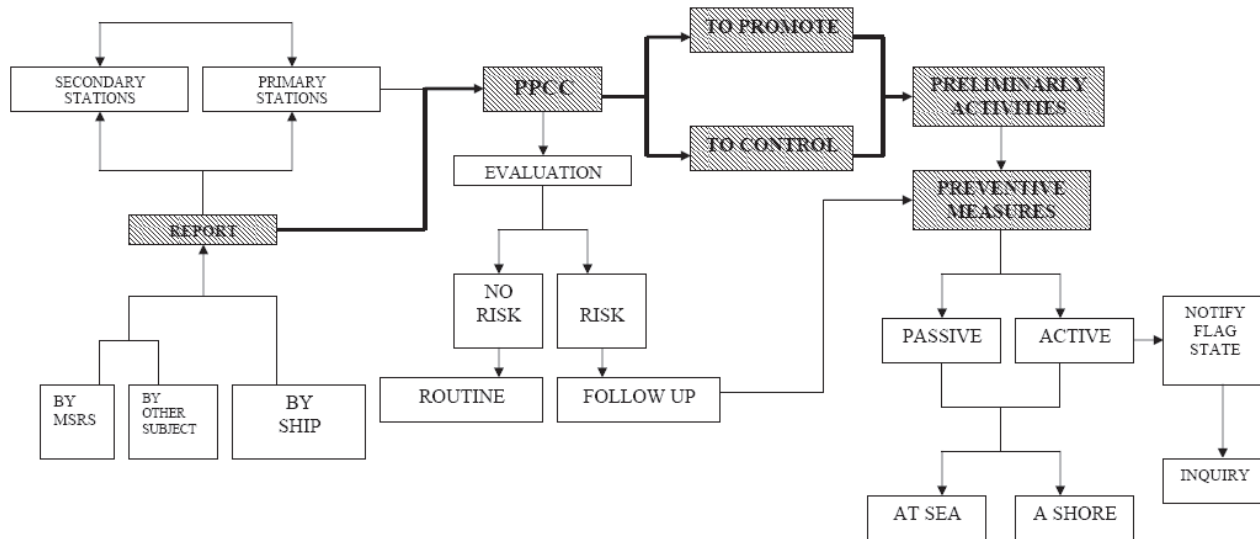 TO PROMOTE
SECONDARY
STATIONS
PRIMARY
STATIONS
PPCC
PRELIMINARLY
ACTIVITIES
TO CONTROL
EVALUATION
PREVENTIVE
MEASURES
REPORT
NO
RISK
RISK
PASSIVE
ACTIVE
NOTIFY
FLAG
STATE
BY
MSRS
BY
OTHER
SUBJECT
BY
SHIP
ROUTINE
FOLLOW UP
INQUIRY
AT SEA
A SHORE